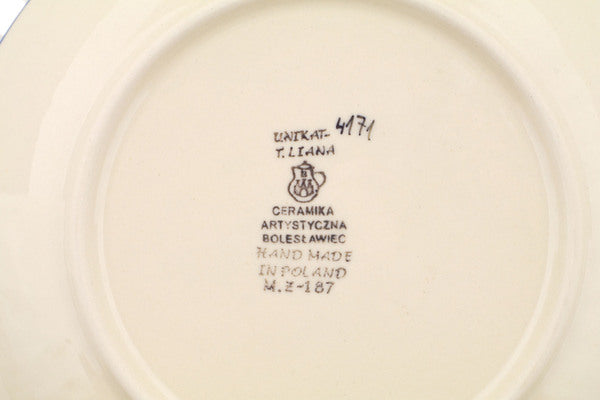 UNIKAT- 4171
T. LIANA
B
CERAMIKA
ARTYSTYCZNA
BOLESŁAWIEC
HAND MADE
IN POLAND
M.Z-187